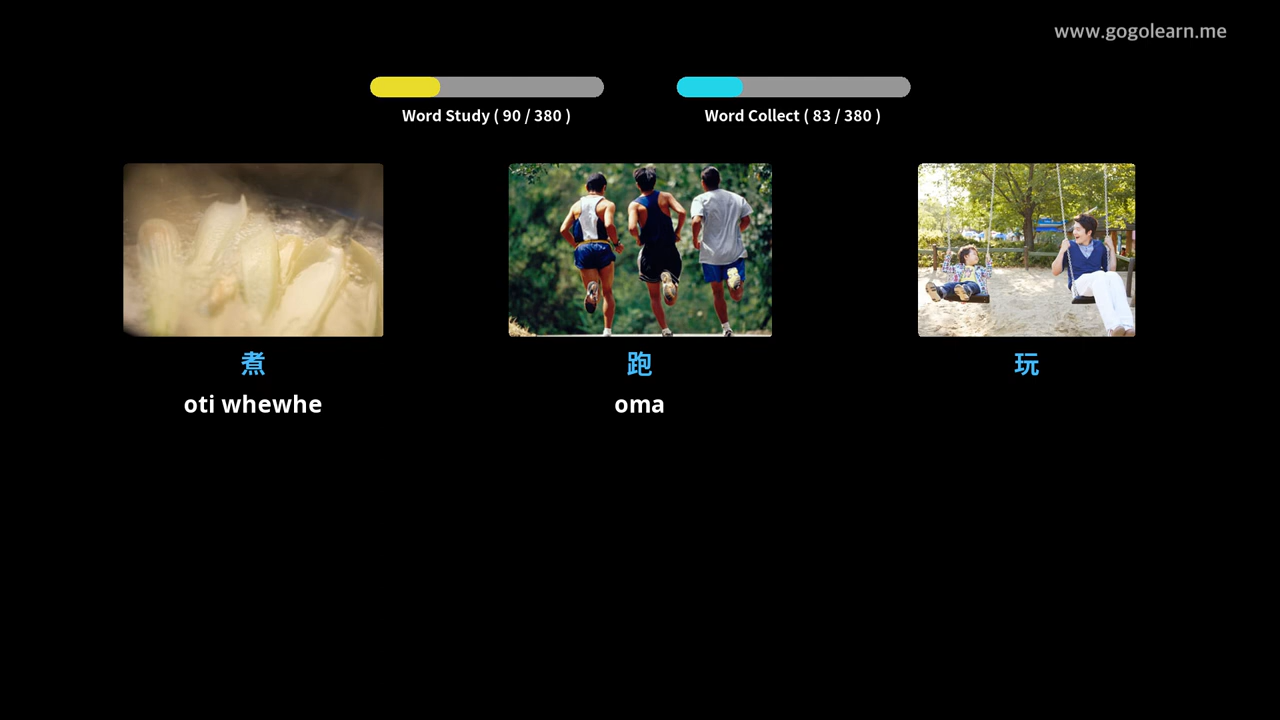 www.gogolearn.me
Word Study ( 90 / 380 )
Word Collect ( 83 / 380 )
煮
跑
玩
oti whewhe
oma